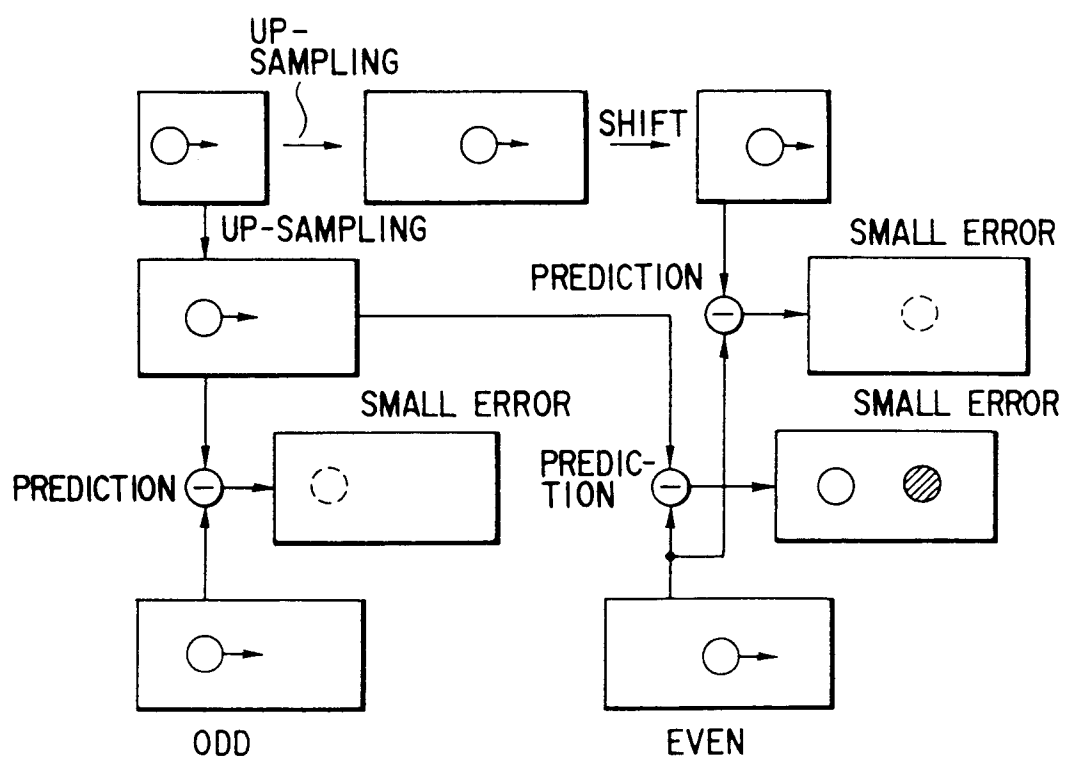 UP-
SAMPLING
SHIFT
UP-SAMPLING
SMALL ERROR
PREDICTION
SMALL ERROR
SMALL ERROR
PREDICTION
PREDIC-
TION
ODD
EVEN